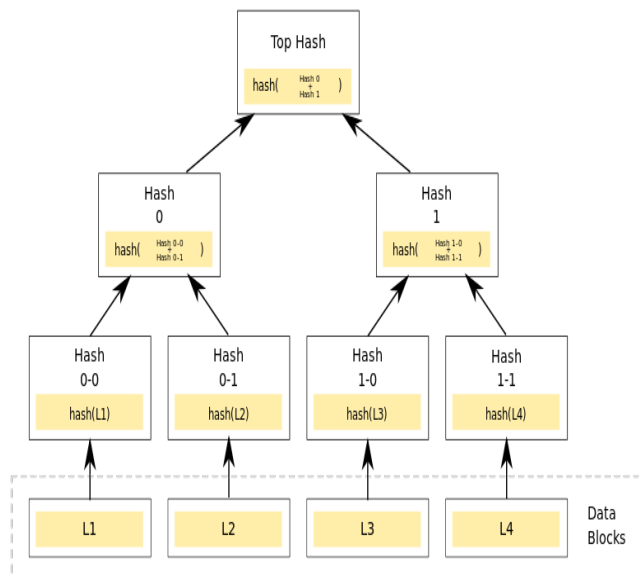 Top Hash
hash( Hash 0 + Hash 1 )
Hash 0
hash( Hash 0-0 + Hash 0-1 )
Hash 1
hash( Hash 1-0 + Hash 1-1 )
Hash 0-0
hash(L1)
Hash 0-1
hash(L2)
Hash 1-0
hash(L3)
Hash 1-1
hash(L4)
L1
L2
L3
L4
Data
Blocks